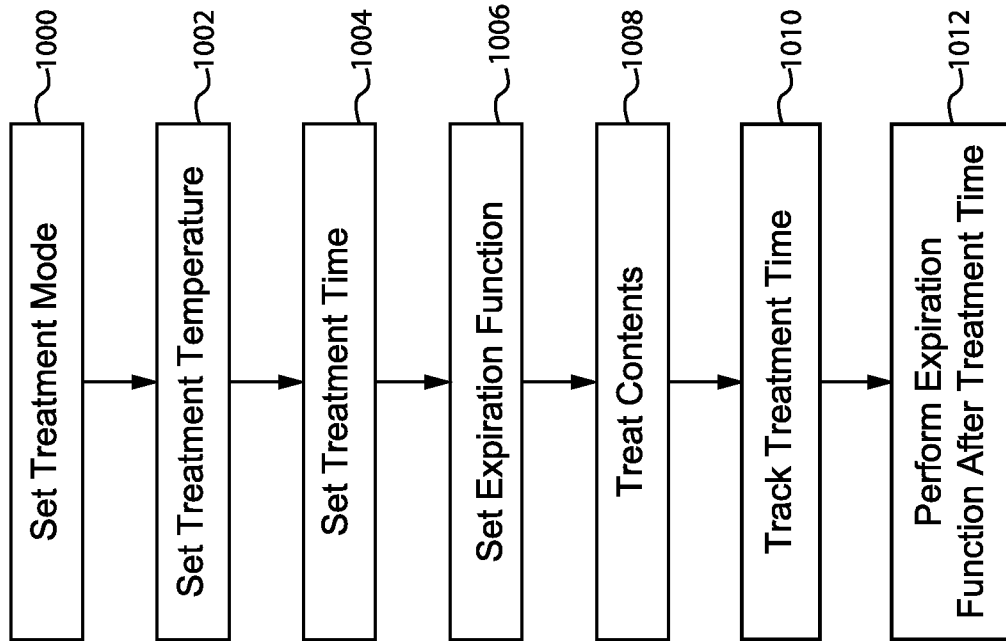 Set Treatment Mode
1000
Set Treatment Temperature
1002
Set Treatment Time
1004
Set Expiration Function
1006
Treat Contents
1008
Track Treatment Time
1010
Perform Expiration
Function After Treatment Time
1012